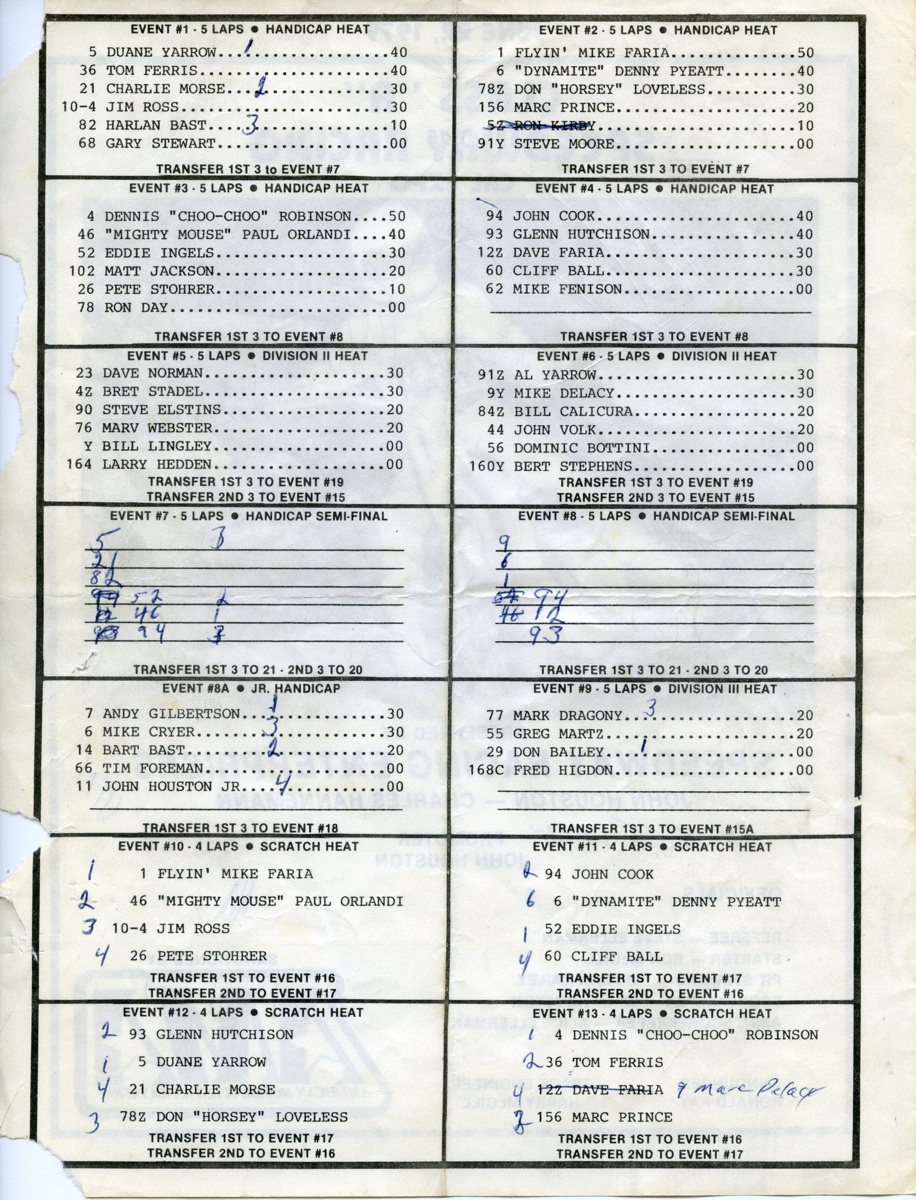 EVENT #1 - 5 LAPS ● HANDICAP HEAT
5 DUANE YARROW...1...............40
36 TOM FERRIS.....................40
21 CHARLIE MORSE....2.............30
10-4 JIM ROSS.......................30
82 HARLAN BAST....3...............10
68 GARY STEWART...................00
TRANSFER 1ST 3 to EVENT #7
EVENT #2 - 5 LAPS ● HANDICAP HEAT
1 FLYIN' MIKE FARIA..............50
6 "DYNAMITE" DENNY PYEATT........40
78Z DON "HORSEY" LOVELESS..........30
156 MARC PRINCE....................20
5Z RON KIRBY......................10
91Y STEVE MOORE....................00
TRANSFER 1ST 3 TO EVENT #7
EVENT #3 - 5 LAPS ● HANDICAP HEAT
4 DENNIS "CHOO-CHOO" ROBINSON....50
46 "MIGHTY MOUSE" PAUL ORLANDI....40
52 EDDIE INGELS...................30
102 MATT JACKSON...................20
26 PETE STOHRER...................10
78 RON DAY........................00
TRANSFER 1ST 3 TO EVENT #8
EVENT #4 - 5 LAPS ● HANDICAP HEAT
94 JOHN COOK......................40
93 GLENN HUTCHISON................40
12Z DAVE FARIA.....................30
60 CLIFF BALL.....................30
62 MIKE FENISON...................00
TRANSFER 1ST 3 TO EVENT #8
EVENT #5 - 5 LAPS ● DIVISION II HEAT
23 DAVE NORMAN....................30
4Z BRET STADEL....................30
90 STEVE ELSTINS..................20
76 MARV WEBSTER...................20
Y BILL LINGLEY...................00
164 LARRY HEDDEN...................00
TRANSFER 1ST 3 TO EVENT #19
TRANSFER 2ND 3 TO EVENT #15
EVENT #6 - 5 LAPS ● DIVISION II HEAT
91Z AL YARROW......................30
9Y MIKE DELACY....................30
84Z BILL CALICURA..................20
44 JOHN VOLK......................20
56 DOMINIC BOTTINI................00
160Y BERT STEPHENS..................00
TRANSFER 1ST 3 TO EVENT #19
TRANSFER 2ND 3 TO EVENT #15
EVENT #7 - 5 LAPS ● HANDICAP SEMI-FINAL
5 3
21
82
52 2
46 1
94 3
TRANSFER 1ST 3 TO 21 - 2ND 3 TO 20
EVENT #8 - 5 LAPS ● HANDICAP SEMI-FINAL
9
6
1
94
12
93
TRANSFER 1ST 3 TO 21 - 2ND 3 TO 20
EVENT #8A ● JR. HANDICAP
7 ANDY GILBERTSON...1............30
6 MIKE CRYER........3............30
14 BART BAST.........2............20
66 TIM FOREMAN....................00
11 JOHN HOUSTON JR....4...........00
TRANSFER 1ST 3 TO EVENT #18
EVENT #9 - 5 LAPS ● DIVISION III HEAT
77 MARK DRAGONY...3...............20
55 GREG MARTZ.....................20
29 DON BAILEY....1................00
168C FRED HIGDON....................00
TRANSFER 1ST 3 TO EVENT #15A
EVENT #10 - 4 LAPS ● SCRATCH HEAT
1 1 FLYIN' MIKE FARIA
2 46 "MIGHTY MOUSE" PAUL ORLANDI
3 10-4 JIM ROSS
4 26 PETE STOHRER
TRANSFER 1ST TO EVENT #16
TRANSFER 2ND TO EVENT #17
EVENT #11 - 4 LAPS ● SCRATCH HEAT
2 94 JOHN COOK
6 6 "DYNAMITE" DENNY PYEATT
1 52 EDDIE INGELS
4 60 CLIFF BALL
TRANSFER 1ST TO EVENT #17
TRANSFER 2ND TO EVENT #16
EVENT #12 - 4 LAPS ● SCRATCH HEAT
2 93 GLENN HUTCHISON
1 5 DUANE YARROW
4 21 CHARLIE MORSE
3 78Z DON "HORSEY" LOVELESS
TRANSFER 1ST TO EVENT #17
TRANSFER 2ND TO EVENT #16
EVENT #13 - 4 LAPS ● SCRATCH HEAT
1 4 DENNIS "CHOO-CHOO" ROBINSON
2 36 TOM FERRIS
4 12Z DAVE FARIA 9 Marc
156 MARC PRINCE
TRANSFER 1ST TO EVENT #16
TRANSFER 2ND TO EVENT #17